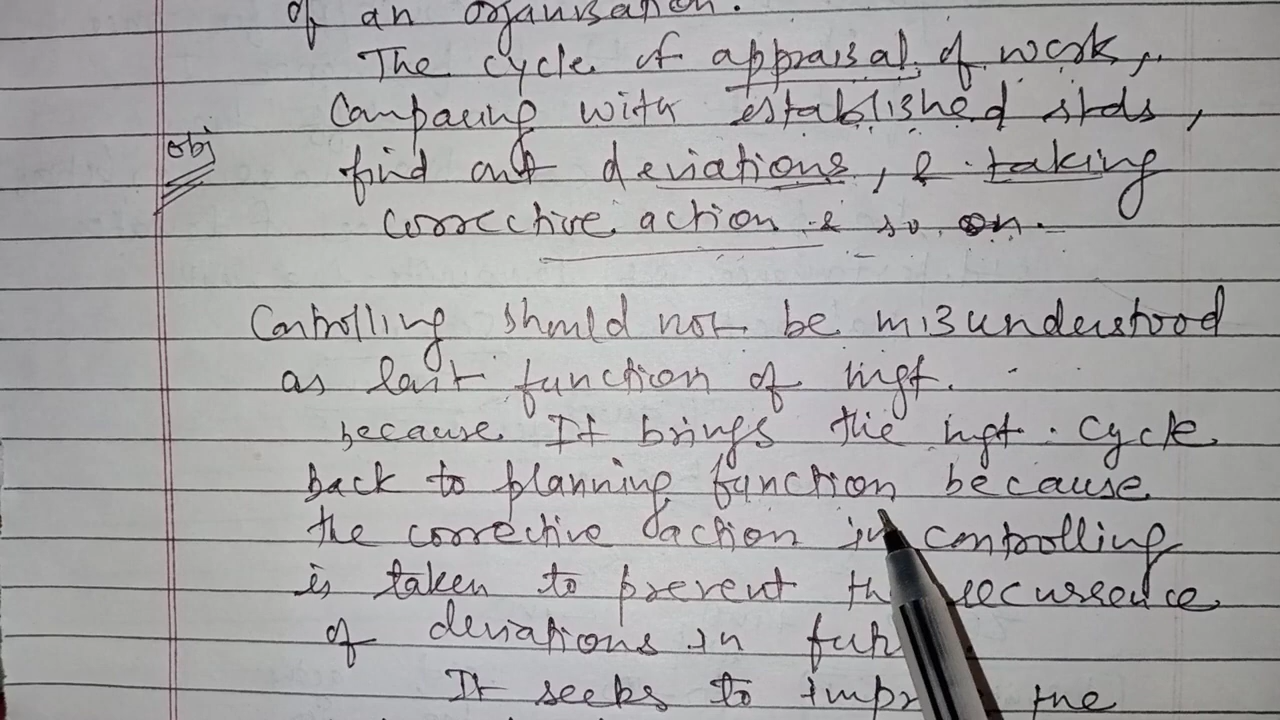 of an organisation.
The cycle of appraisal of work,
Comparing with established stds,
obj
find out deviations, & taking
corrective action & so on.
Controlling should not be misunderstood
as last function of mgt.
because It brings the mgt. cycle
back to planning function because
the corrective action in controlling
is taken to prevent the recurrence
of deviations in
It seeks to the